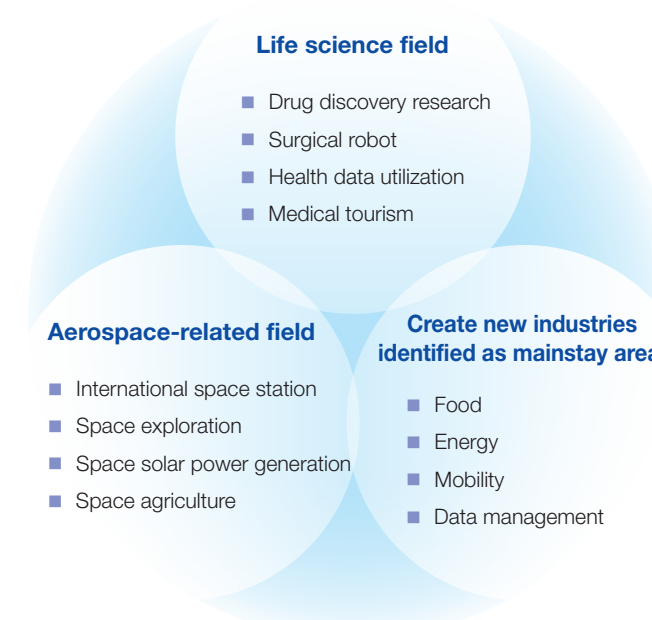 Life science field
Drug discovery research
Surgical robot
Health data utilization
Medical tourism
Aerospace-related field
International space station
Space exploration
Space solar power generation
Space agriculture
Create new industries
identified as mainstay
Food
Energy
Mobility
Data management